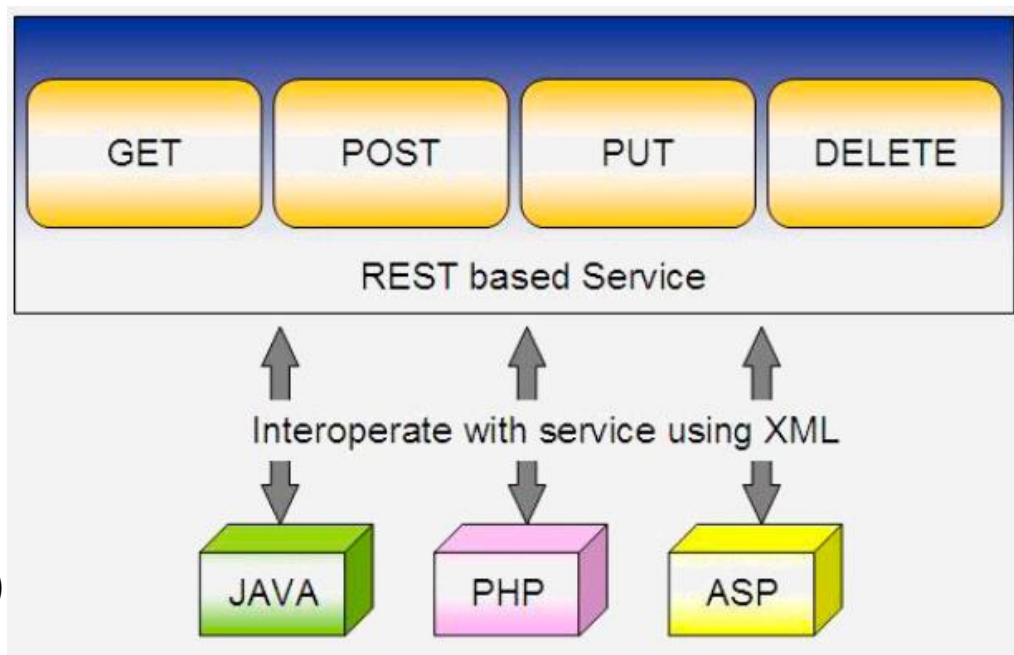 GET POST PUT DELETE
REST based Service
Interoperate with service using XML
JAVA PHP ASP
)